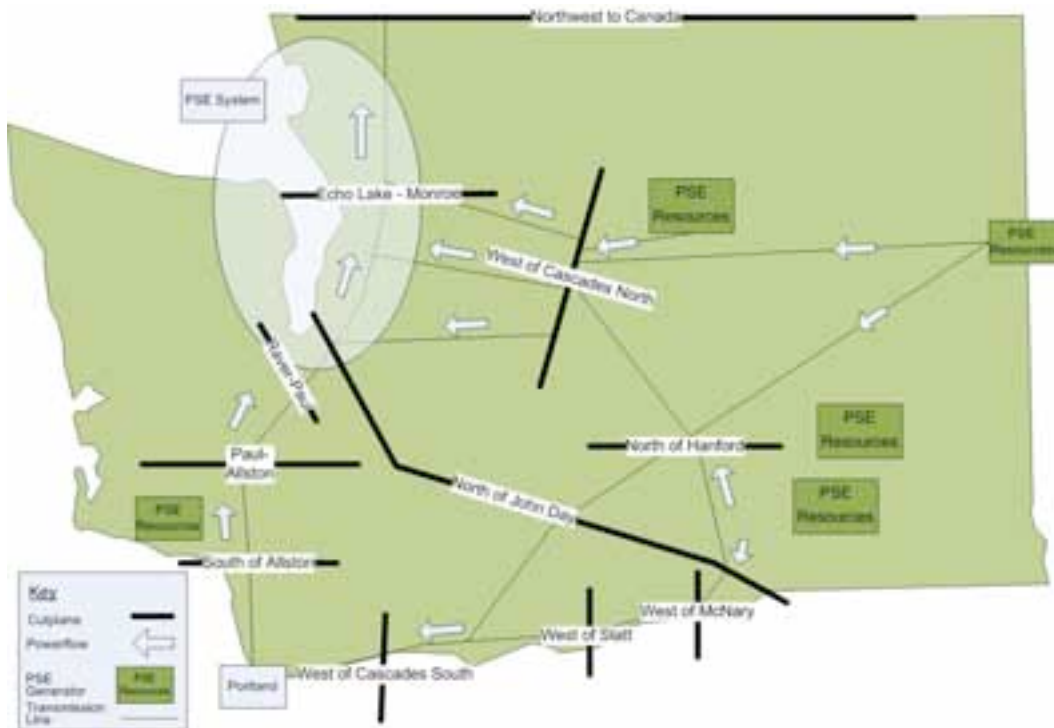 Northwest to Canada
PSE System
Echo Lake - Monroe
PSE
Resources
PSE
Resources
West of Cascades North
Raver-Paul
PSE
Resources
North of Hanford
Paul-
Allston
North of John Day
PSE
Resources
PSE
Resources
South of Allston
Key
Cutplane
Powerflow
PSE
Generator
PSE
Resources
Transmission
Line
West of McNary
West of Slatt
West of Cascades South
Portland